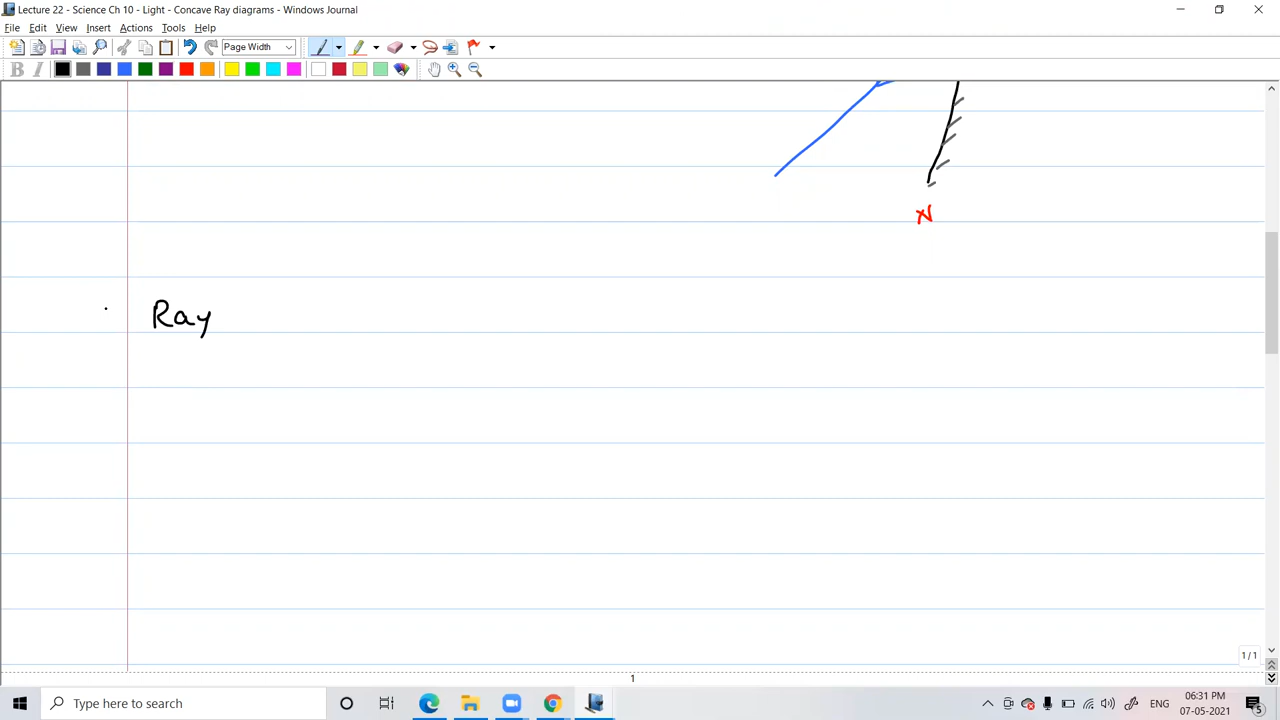 Lecture 22 - Science Ch 10 - Light - Concave Ray diagrams - Windows Journal
File Edit View Insert Actions Tools Help
Page Width
B I
N
Ray
1/1
1
Type here to search
ENG
06:31 PM
07-05-2021
5